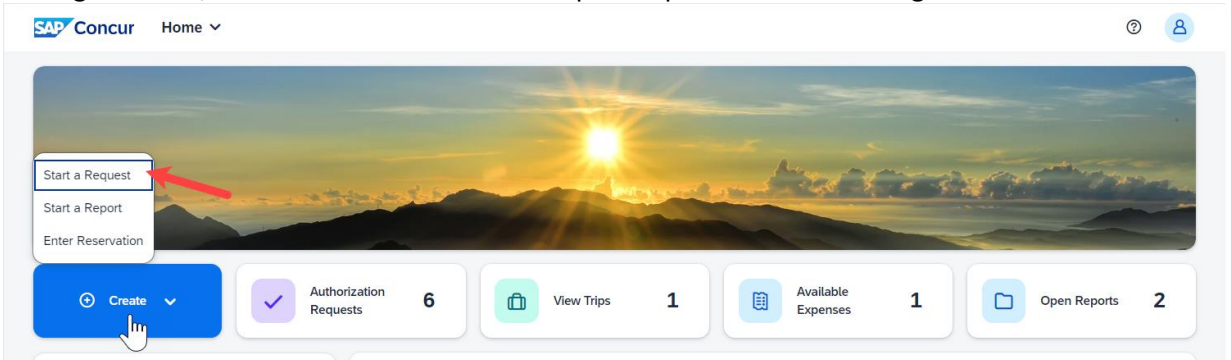 SAP Concur Home
Start a Request
Start a Report
Enter Reservation
Create
Authorization
Requests
6
View Trips
1
Available
Expenses
1
Open Reports
2